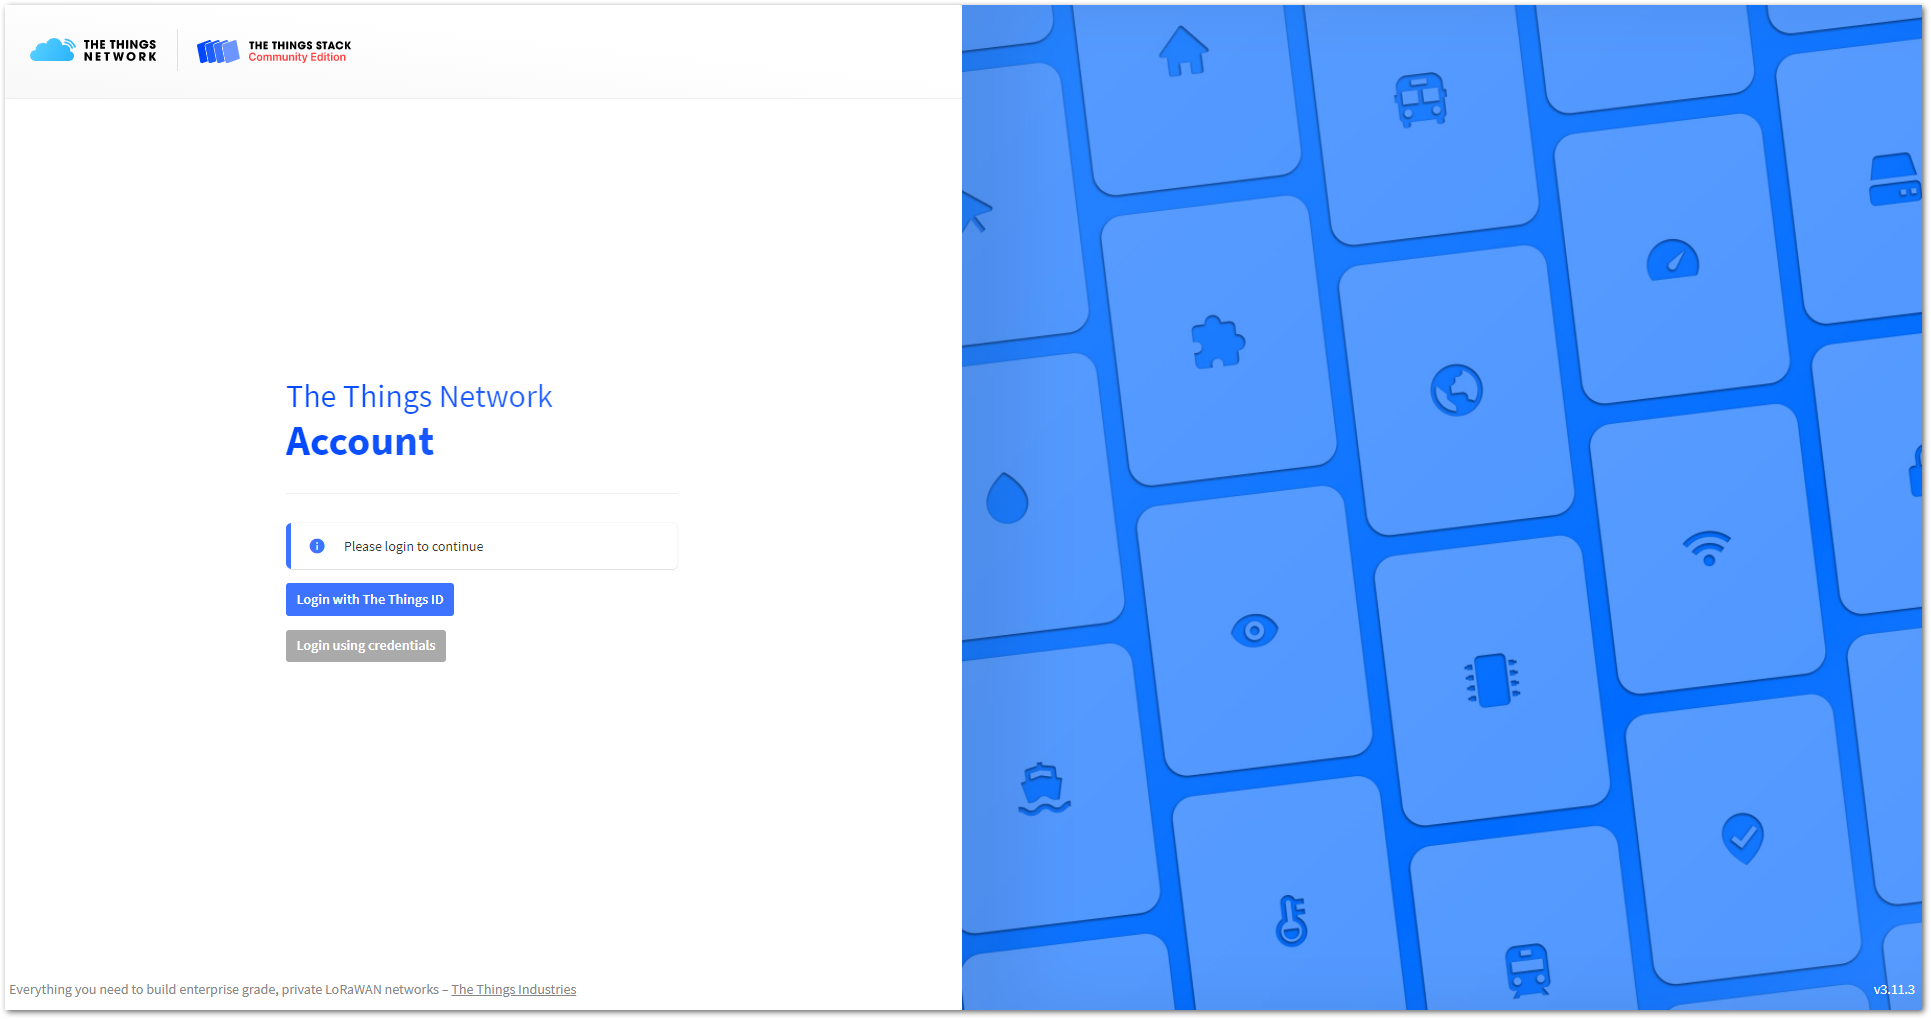 THE THINGS
NETWORK
THE THINGS STACK
Community Edition
The Things Network
Account
Please login to continue
Login with The Things ID
Login using credentials
Everything you need to build enterprise grade, private LoRaWAN networks – The Things Industries
v3.11.3